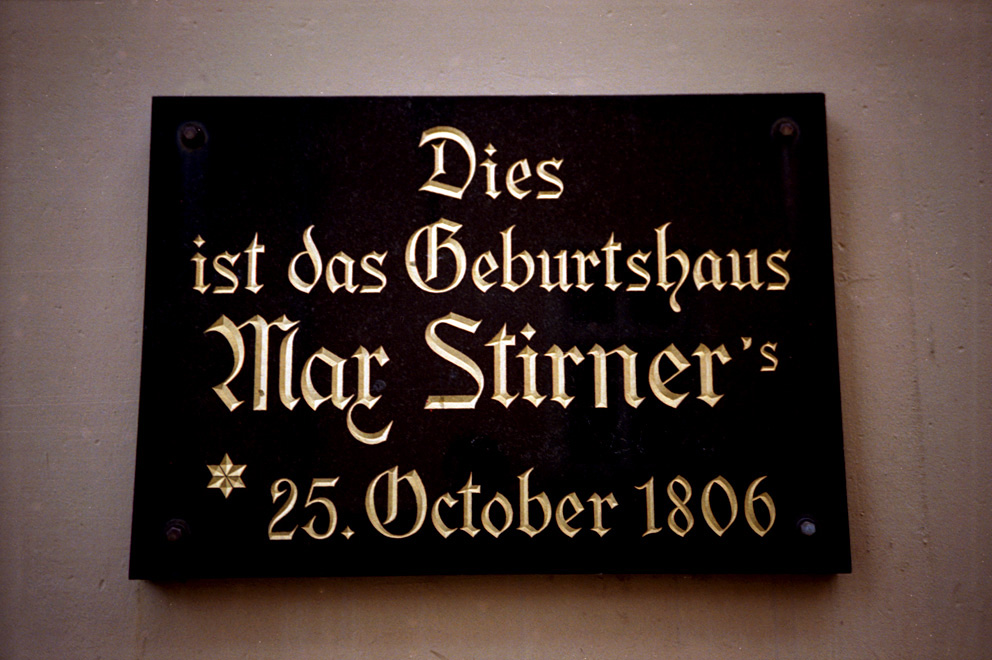 Dies
ist das Geburtshaus
Max Stirner's
* 25. October 1806